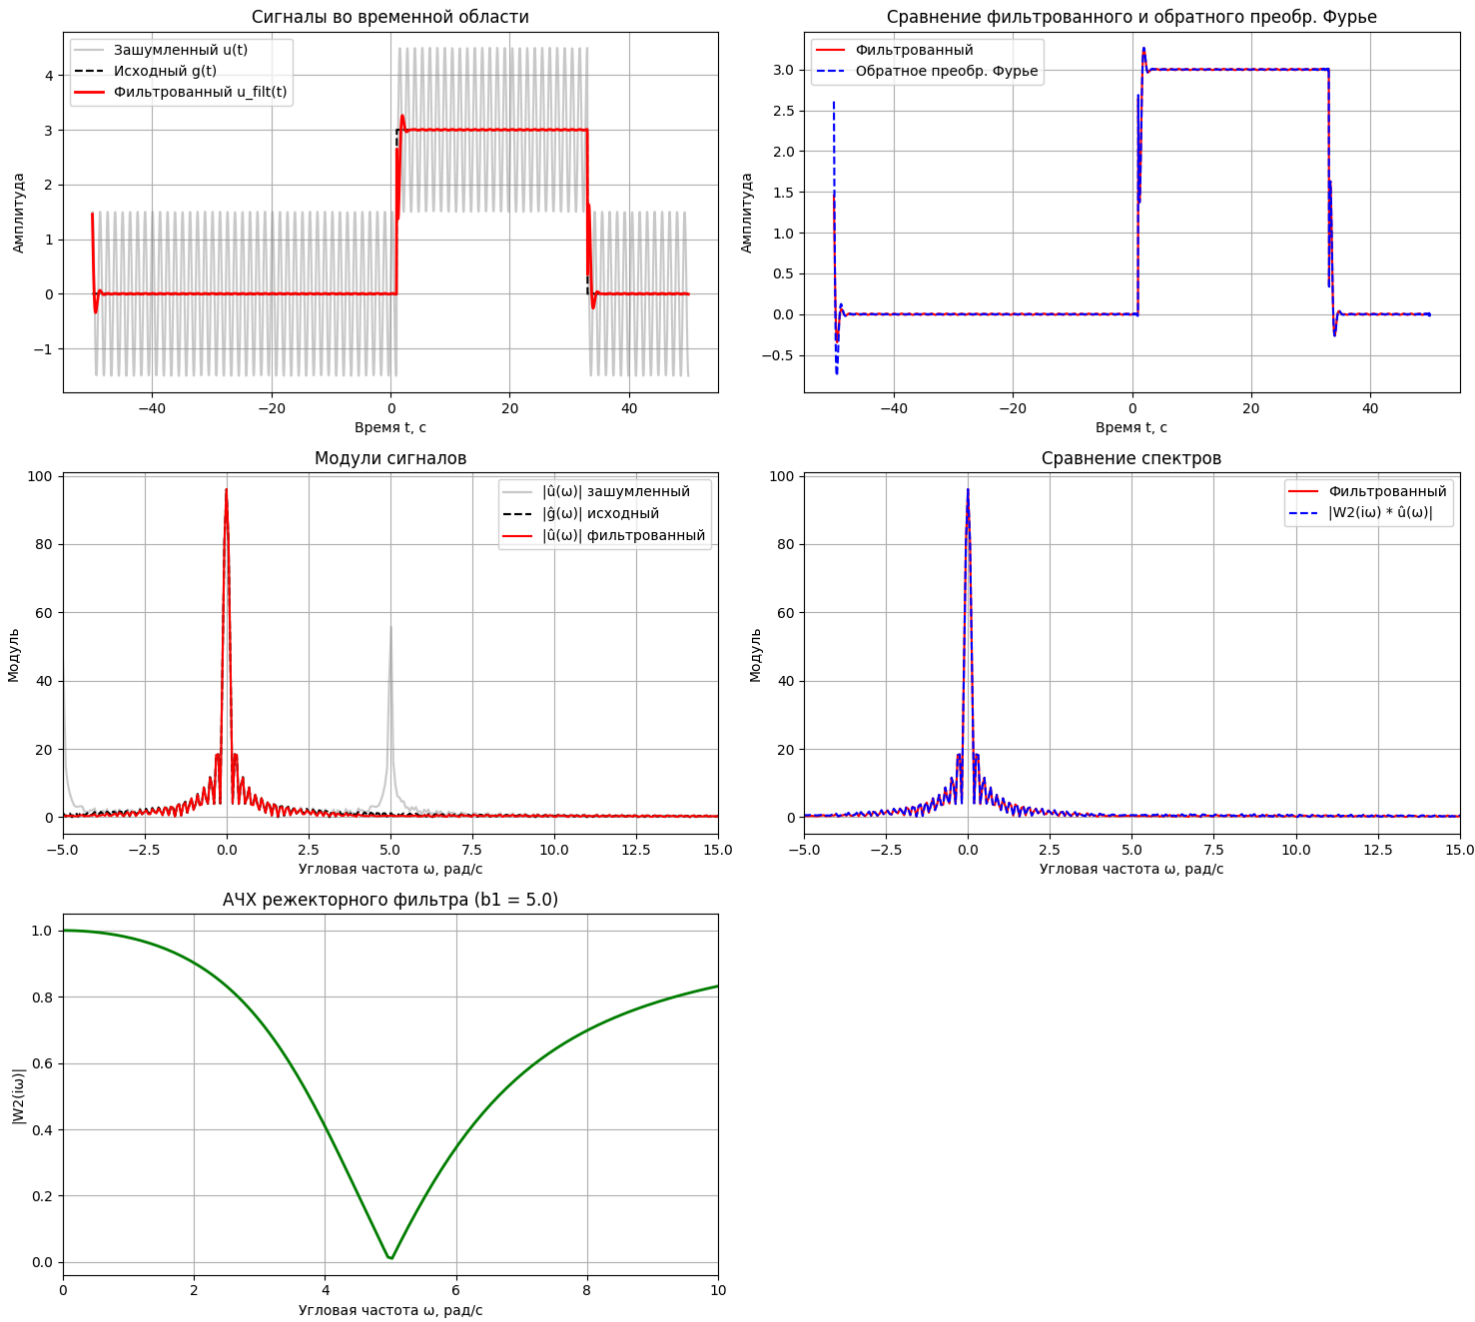 Сигналы во временной области
Зашумленный u(t)
Исходный g(t)
Фильтрованный u_filt(t)
Амплитуда
4
3
2
1
0
−1
−40
−20
0
20
40
Время t, с
Сравнение фильтрованного и обратного преобр. Фурье
Фильтрованный
Обратное преобр. Фурье
Амплитуда
3.0
2.5
2.0
1.5
1.0
0.5
0.0
−0.5
−40
−20
0
20
40
Время t, с
Модули сигналов
|û(ω)| зашумленный
|ĝ(ω)| исходный
|û(ω)| фильтрованный
Модуль
100
80
60
40
20
0
−5.0
−2.5
0.0
2.5
5.0
7.5
10.0
12.5
15.0
Угловая частота ω, рад/с
Сравнение спектров
Фильтрованный
|W2(iω) * û(ω)|
Модуль
100
80
60
40
20
0
−5.0
−2.5
0.0
2.5
5.0
7.5
10.0
12.5
15.0
Угловая частота ω, рад/с
АЧХ режекторного фильтра (b1 = 5.0)
|W2(iω)|
1.0
0.8
0.6
0.4
0.2
0.0
0
2
4
6
8
10
Угловая частота ω, рад/с